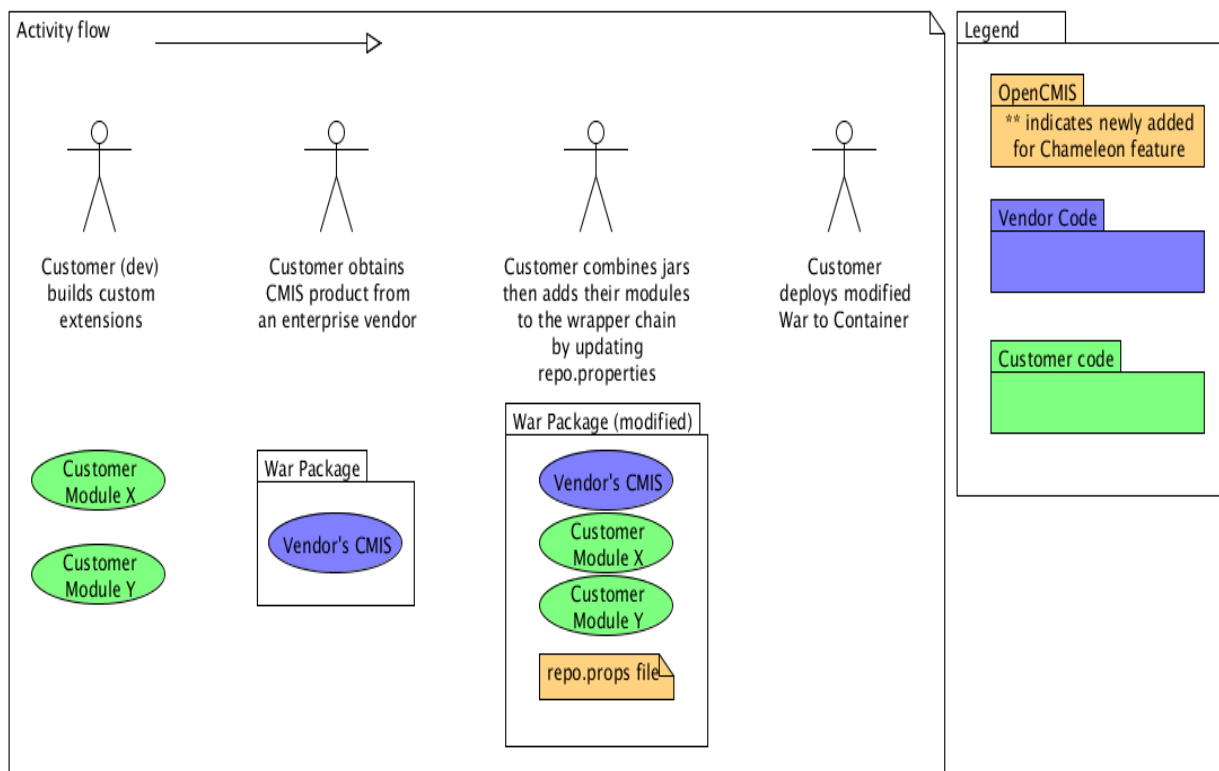 Activity flow
Customer (dev)
builds custom
extensions
Customer obtains
CMIS product from
an enterprise vendor
Customer combines jars
then adds their modules
to the wrapper chain
by updating
repo.properties
Customer
deploys modified
War to Container
Customer
Module X
Customer
Module Y
War Package
Vendor's CMIS
War Package (modified)
Vendor's CMIS
Customer
Module X
Customer
Module Y
repo.props file
Legend
OpenCMIS
** indicates newly added
for Chameleon feature
Vendor Code
Customer code